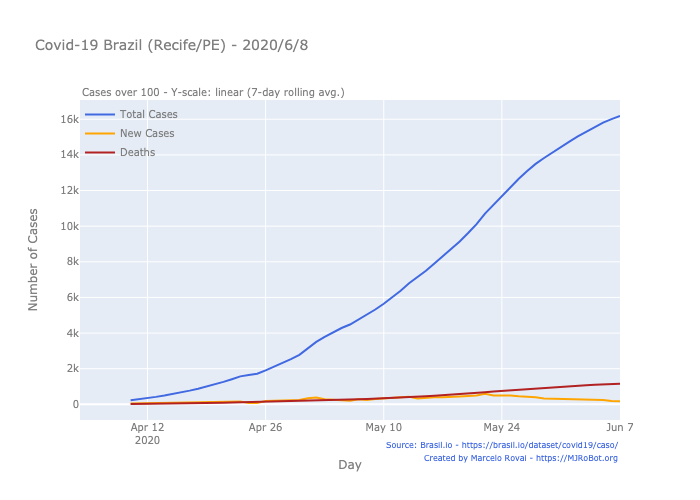 Covid-19 Brazil (Recife/PE) - 2020/6/8
Cases over 100 - Y-scale: linear (7-day rolling avg.)
Total Cases
New Cases
Deaths
16k
14k
12k
10k
8k
6k
4k
2k
0
Number of Cases
Apr 12
2020
Apr 26
May 10
May 24
Jun 7
Day
Source: Brasil.io - https://brasil.io/dataset/covid19/caso/
Created by Marcelo Rovai - https://MJRoBot.org